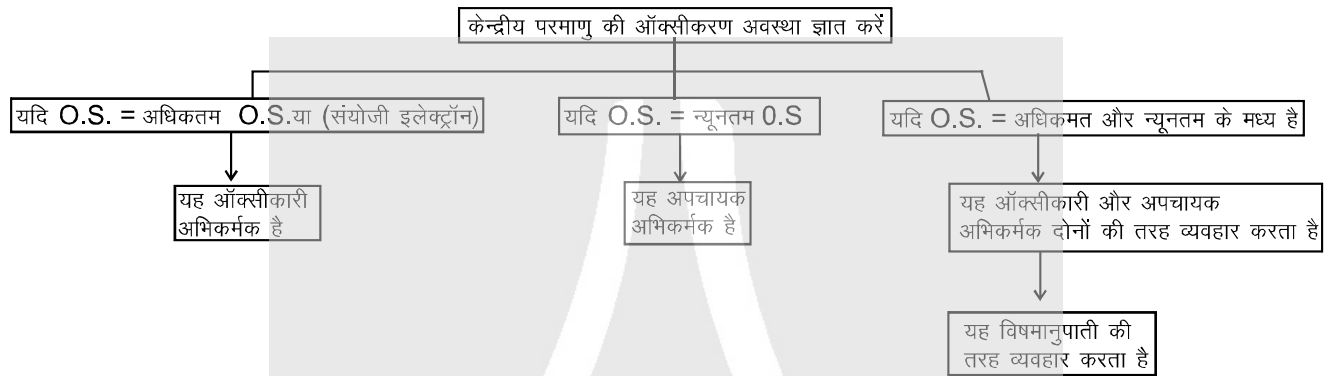 केन्द्रीय परमाणु की ऑक्सीकरण अवस्था ज्ञात करें
यदि O.S. = अधिकतम O.S.या (संयोजी इलेक्ट्रॉन)
यदि O.S. = न्यूनतम 0.S
यदि O.S. = अधिकमत और न्यूनतम के मध्य है
यह ऑक्सीकारी
अभिकर्मक है
यह अपचायक
अभिकर्मक है
यह ऑक्सीकारी और अपचायक
अभिकर्मक दोनों की तरह व्यवहार करता है
यह विषमानुपाती की
तरह व्यवहार करता है